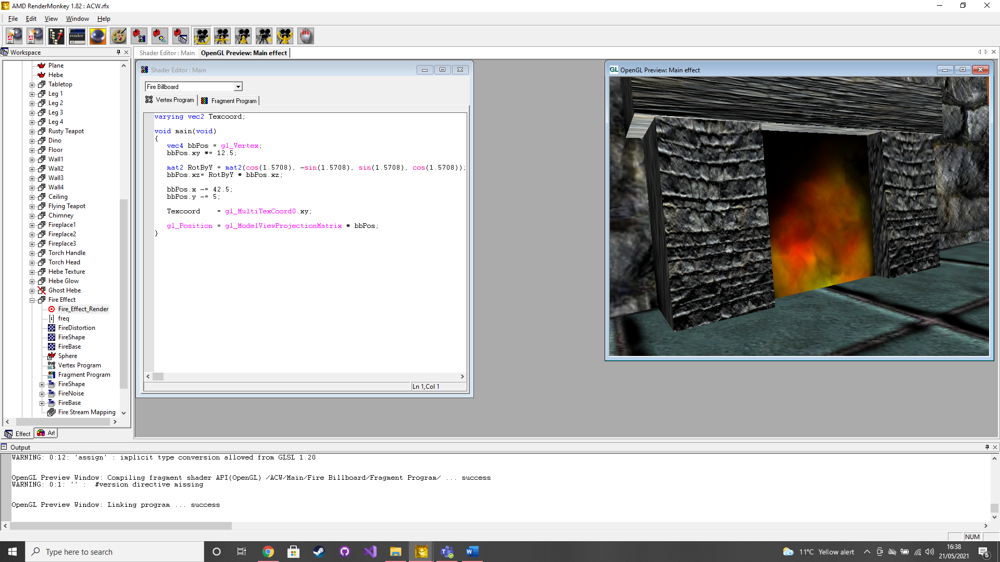 AMD RenderMonkey 1.82 : ACW.rfx
File Edit View Window Help
render
GL
Workspace
Plane
Hebe
Tabletop
Leg 1
Leg 2
Leg 3
Leg 4
Rusty Teapot
Dino
Floor
Wall1
Wall2
Wall3
Wall4
Ceiling
Flying Teapot
Chimney
Fireplace1
Fireplace2
Fireplace3
Torch Handle
Torch Head
Hebe Texture
Hebe Glow
Ghost Hebe
Fire Effect
Fire_Effect_Render
freq
FireDistortion
FireShape
FireBase
Sphere
Vertex Program
Fragment Program
FireShape
FireNoise
FireBase
Fire Stream Mapping
Effect Art
Shader Editor : Main OpenGL Preview: Main effect
Shader Editor : Main
Fire Billboard
Vertex Program Fragment Program
varying vec2 Texcoord;
void main(void)
{
vec4 bbPos = gl_Vertex;
bbPos.xy *= 12.5;
mat2 RotByY = mat2(cos(1.5708), -sin(1.5708), sin(1.5708), cos(1.5708));
bbPos.xz= RotByY * bbPos.xz;
bbPos.x -= 42.5;
bbPos.y -= 5;
Texcoord    = gl_MultiTexCoord0.xy;
gl_Position = gl_ModelViewProjectionMatrix * bbPos;
}
Ln 1,Col 1
GL OpenGL Preview: Main effect
Output
WARNING: 0:12: 'assign' : implicit type conversion allowed from GLSL 1.20
OpenGL Preview Window: Compiling fragment shader API(OpenGL) /ACW/Main/Fire Billboard/Fragment Program/ ... success
WARNING: 0:1: '' :  #version directive missing
OpenGL Preview Window: Linking program ... success
NUM
Type here to search
11°C Yellow alert
16:38
21/05/2021
6